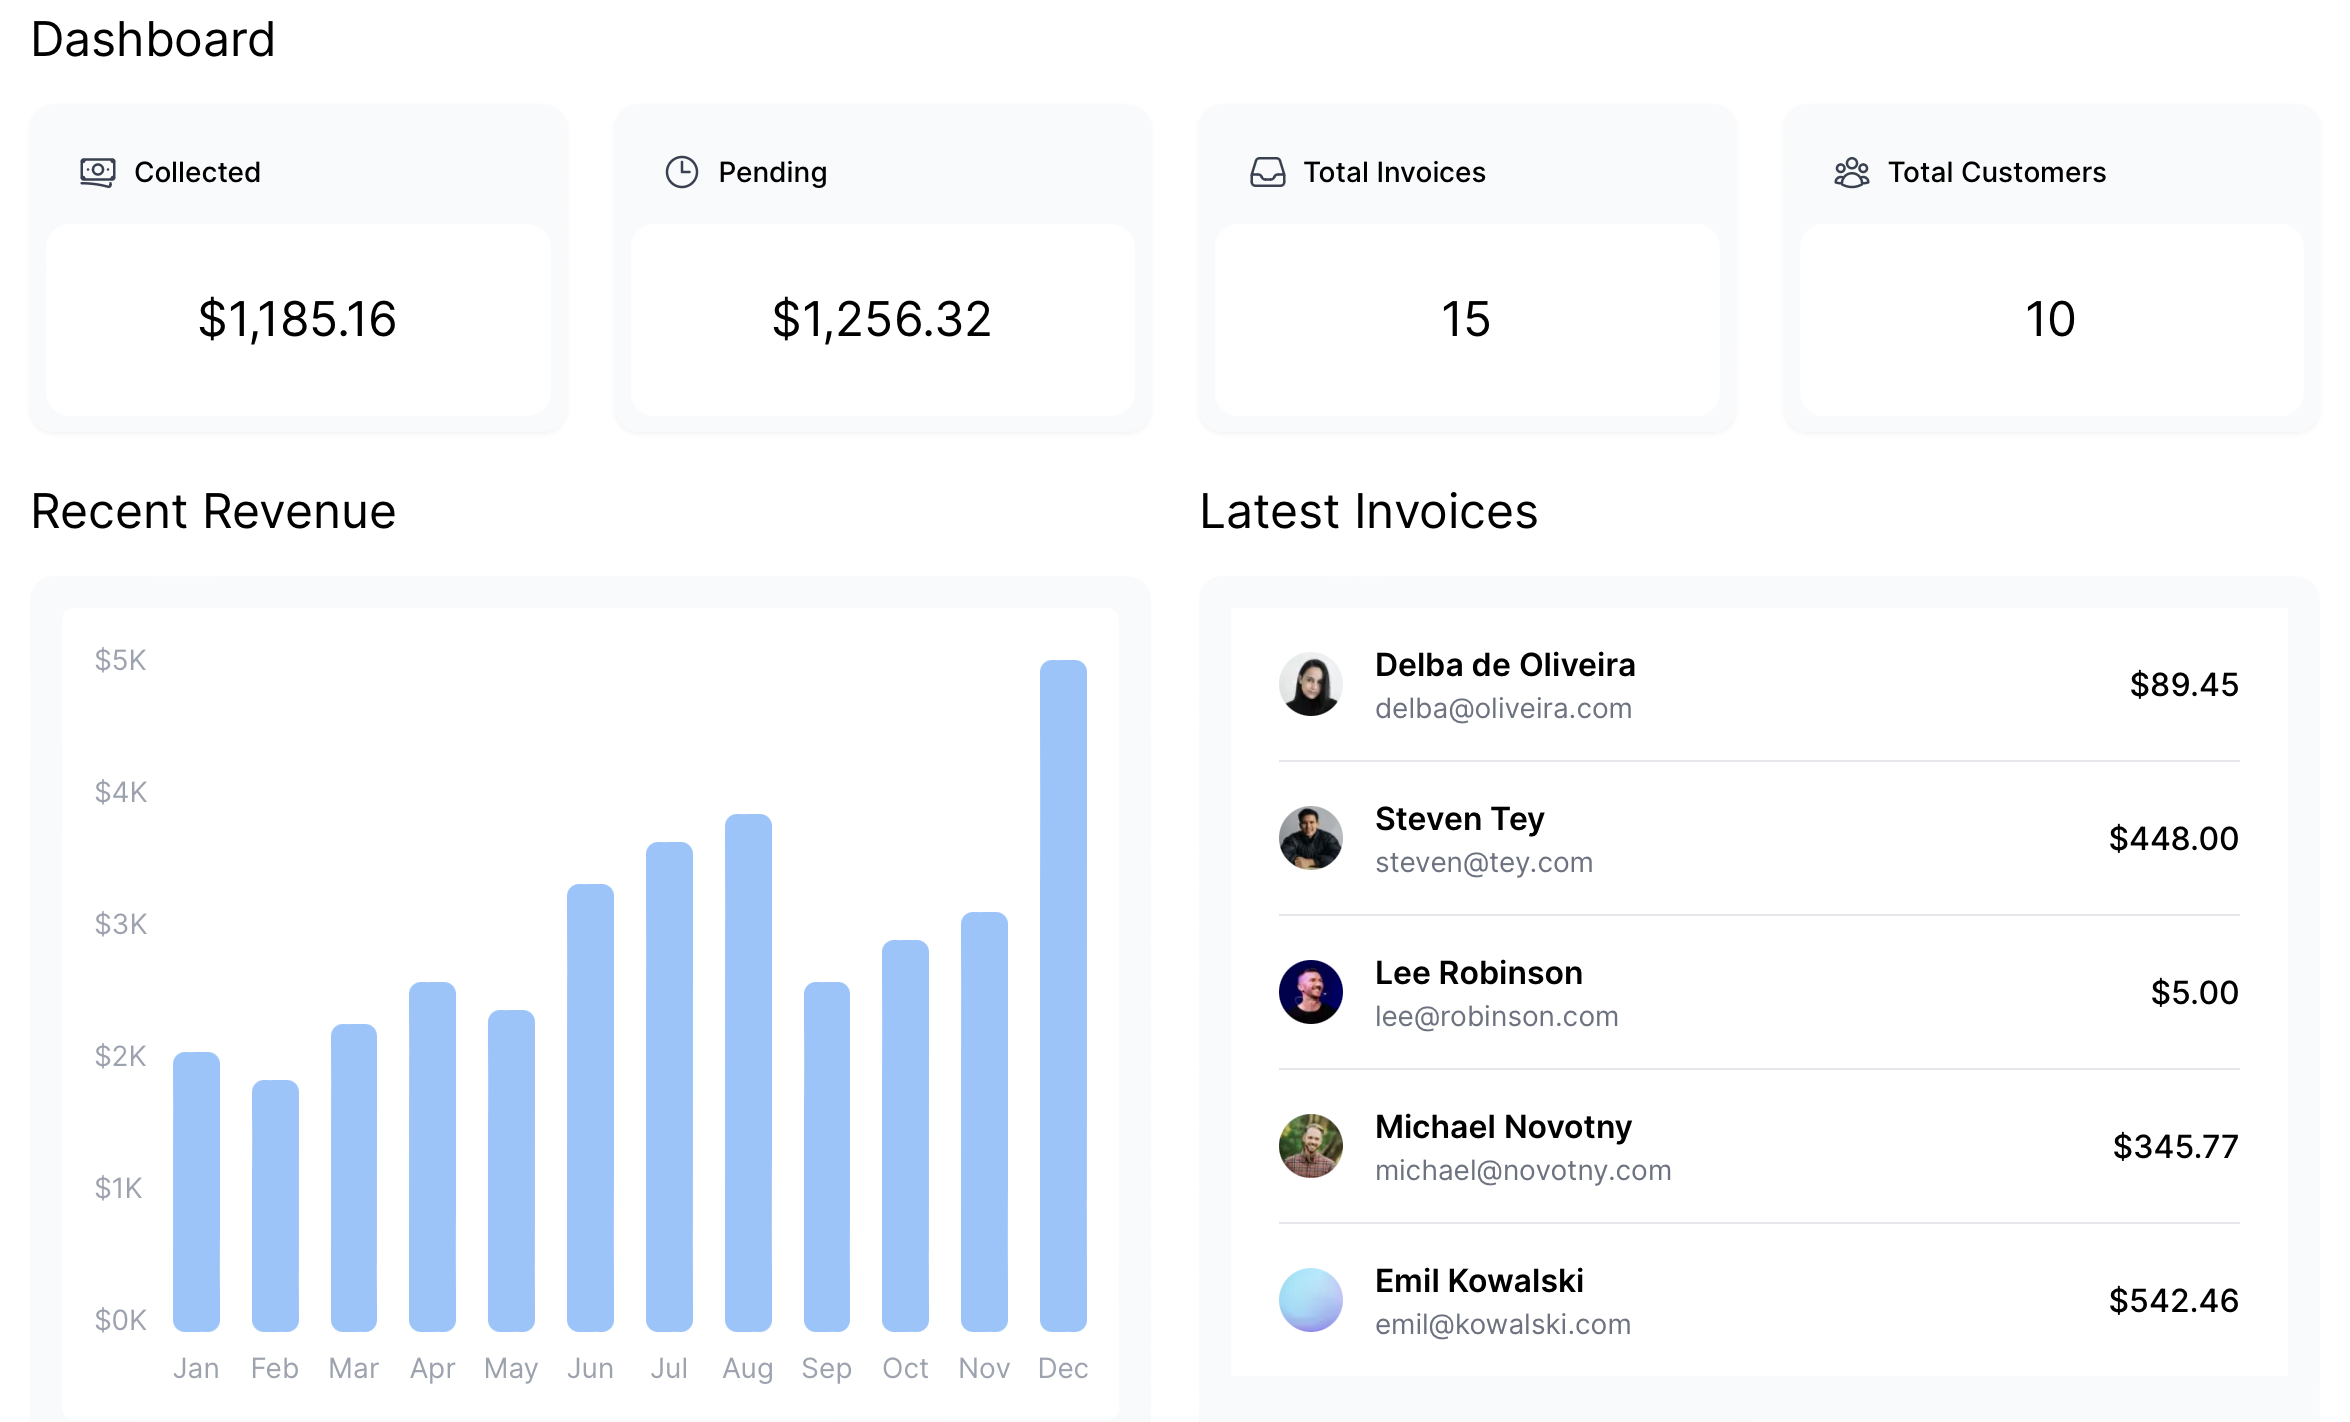 Dashboard
Collected
$1,185.16
Pending
$1,256.32
Total Invoices
15
Total Customers
10
Recent Revenue
$5K
$4K
$3K
$2K
$1K
$0K
Jan Feb Mar Apr May Jun Jul Aug Sep Oct Nov Dec
Latest Invoices
Delba de Oliveira
delba@oliveira.com
$89.45
Steven Tey
steven@tey.com
$448.00
Lee Robinson
lee@robinson.com
$5.00
Michael Novotny
michael@novotny.com
$345.77
Emil Kowalski
emil@kowalski.com
$542.46